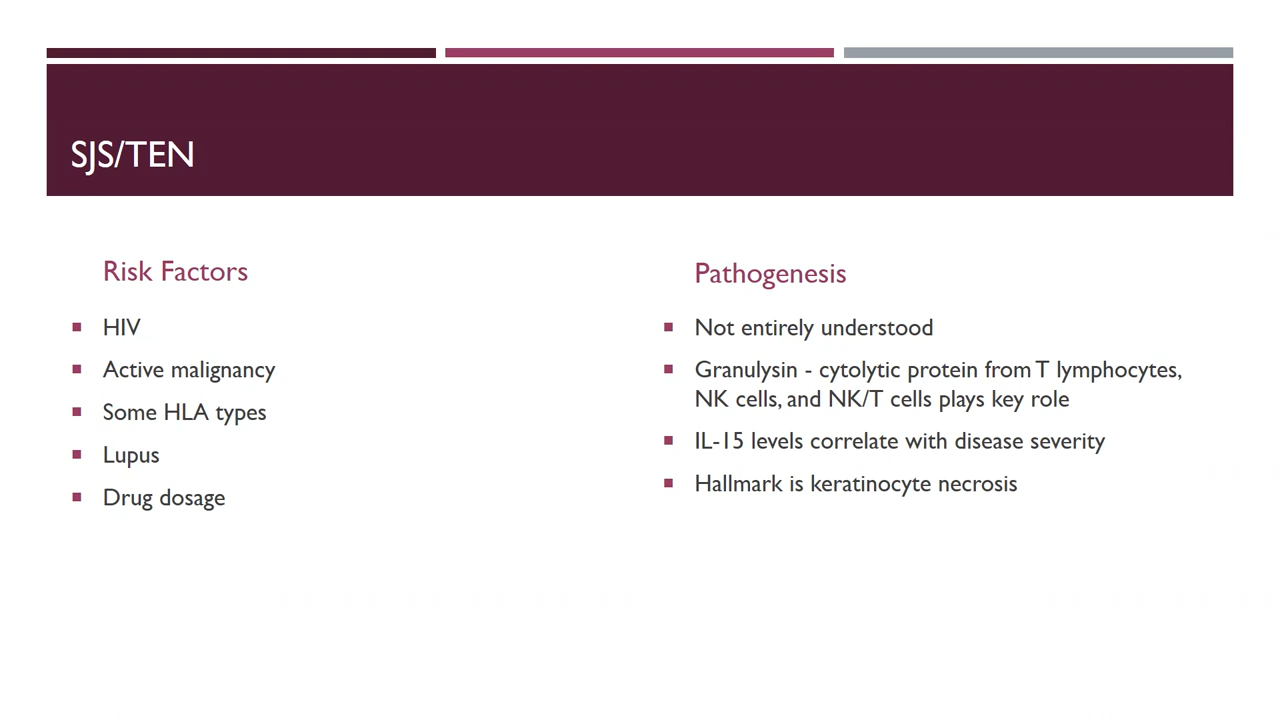 SJS/TEN
Risk Factors
HIV
Active malignancy
Some HLA types
Lupus
Drug dosage
Pathogenesis
Not entirely understood
Granulysin - cytolytic protein from T lymphocytes,
NK cells, and NK/T cells plays key role
IL-15 levels correlate with disease severity
Hallmark is keratinocyte necrosis